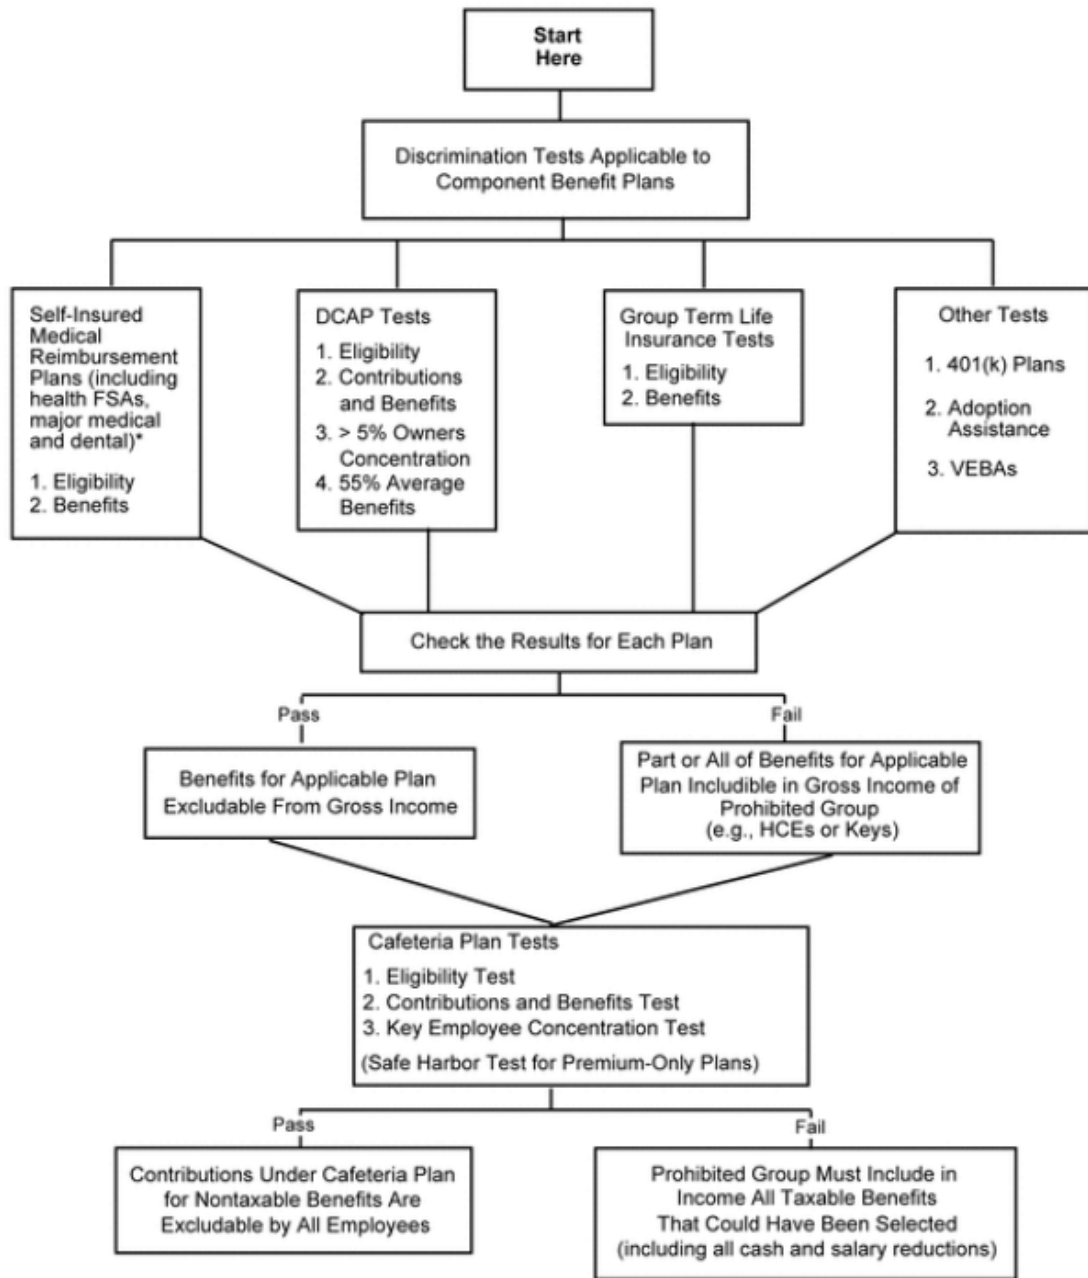 Start
Here
Discrimination Tests Applicable to
Component Benefit Plans
Self-Insured
Medical
Reimbursement
Plans (including
health FSAs,
major medical
and dental)*
1. Eligibility
2. Benefits
DCAP Tests
1. Eligibility
2. Contributions
and Benefits
3. > 5% Owners
Concentration
4. 55% Average
Benefits
Group Term Life
Insurance Tests
1. Eligibility
2. Benefits
Other Tests
1. 401(k) Plans
2. Adoption
Assistance
3. VEBAs
Check the Results for Each Plan
Pass
Fail
Benefits for Applicable Plan
Excludable From Gross Income
Part or All of Benefits for Applicable
Plan Includible in Gross Income of
Prohibited Group
(e.g., HCEs or Keys)
Cafeteria Plan Tests
1. Eligibility Test
2. Contributions and Benefits Test
3. Key Employee Concentration Test
(Safe Harbor Test for Premium-Only Plans)
Pass
Fail
Contributions Under Cafeteria Plan
for Nontaxable Benefits Are
Excludable by All Employees
Prohibited Group Must Include in
Income All Taxable Benefits
That Could Have Been Selected
(including all cash and salary reductions)